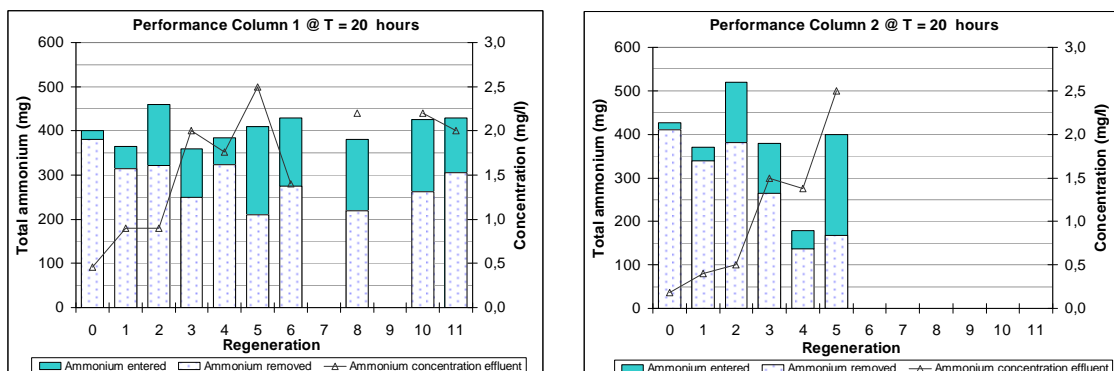 Performance Column 1 @ T = 20 hours
Total ammonium (mg)
600
500
400
300
200
100
0
3,0
2,5
2,0
1,5
1,0
0,5
0,0
Concentration (mg/l)
0 1 2 3 4 5 6 7 8 9 10 11
Regeneration
Ammonium entered Ammonium removed Ammonium concentration effluent
Performance Column 2 @ T = 20 hours
Total ammonium (mg)
600
500
400
300
200
100
0
3,0
2,5
2,0
1,5
1,0
0,5
0,0
Concentration (mg/l)
0 1 2 3 4 5 6 7 8 9 10 11
Regeneration
Ammonium entered Ammonium removed Ammonium concentration effluent